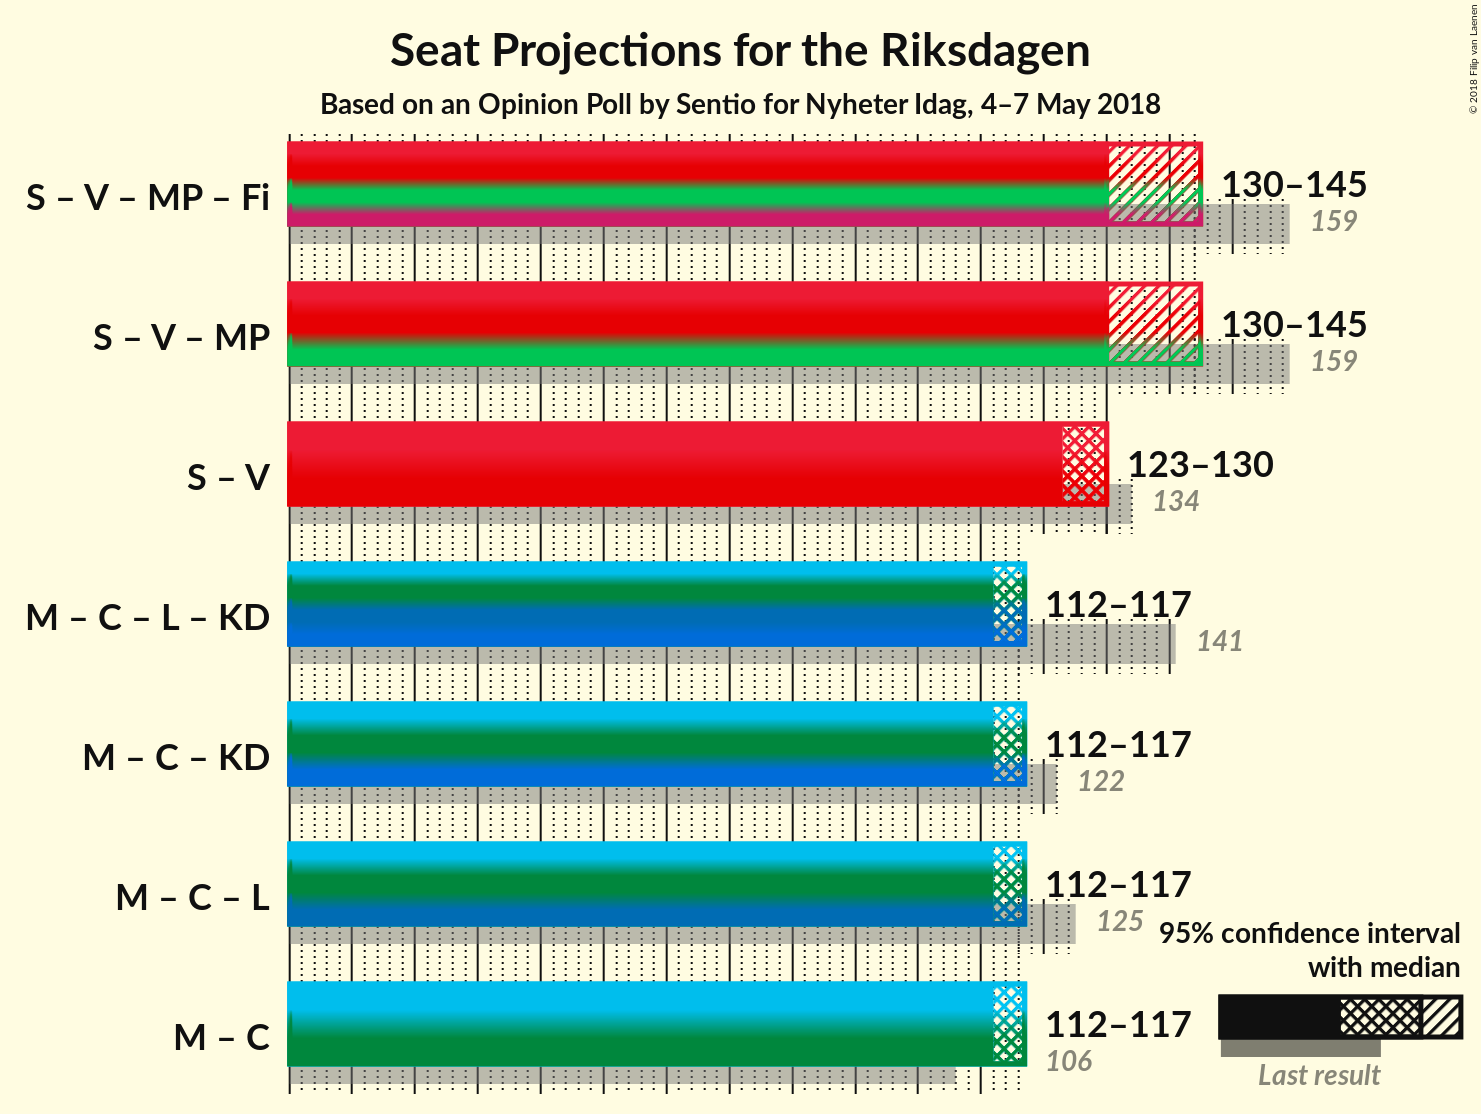 Seat Projections for the Riksdagen
Based on an Opinion Poll by Sentio for Nyheter Idag, 4–7 May 2018
© 2018 Filip van Laenen
S – V – MP – Fi
130–145
159
S – V – MP
130–145
159
S – V
123–130
134
M – C – L – KD
112–117
141
M – C – KD
112–117
122
M – C – L
112–117
125
M – C
112–117
106
95% confidence interval
with median
Last result